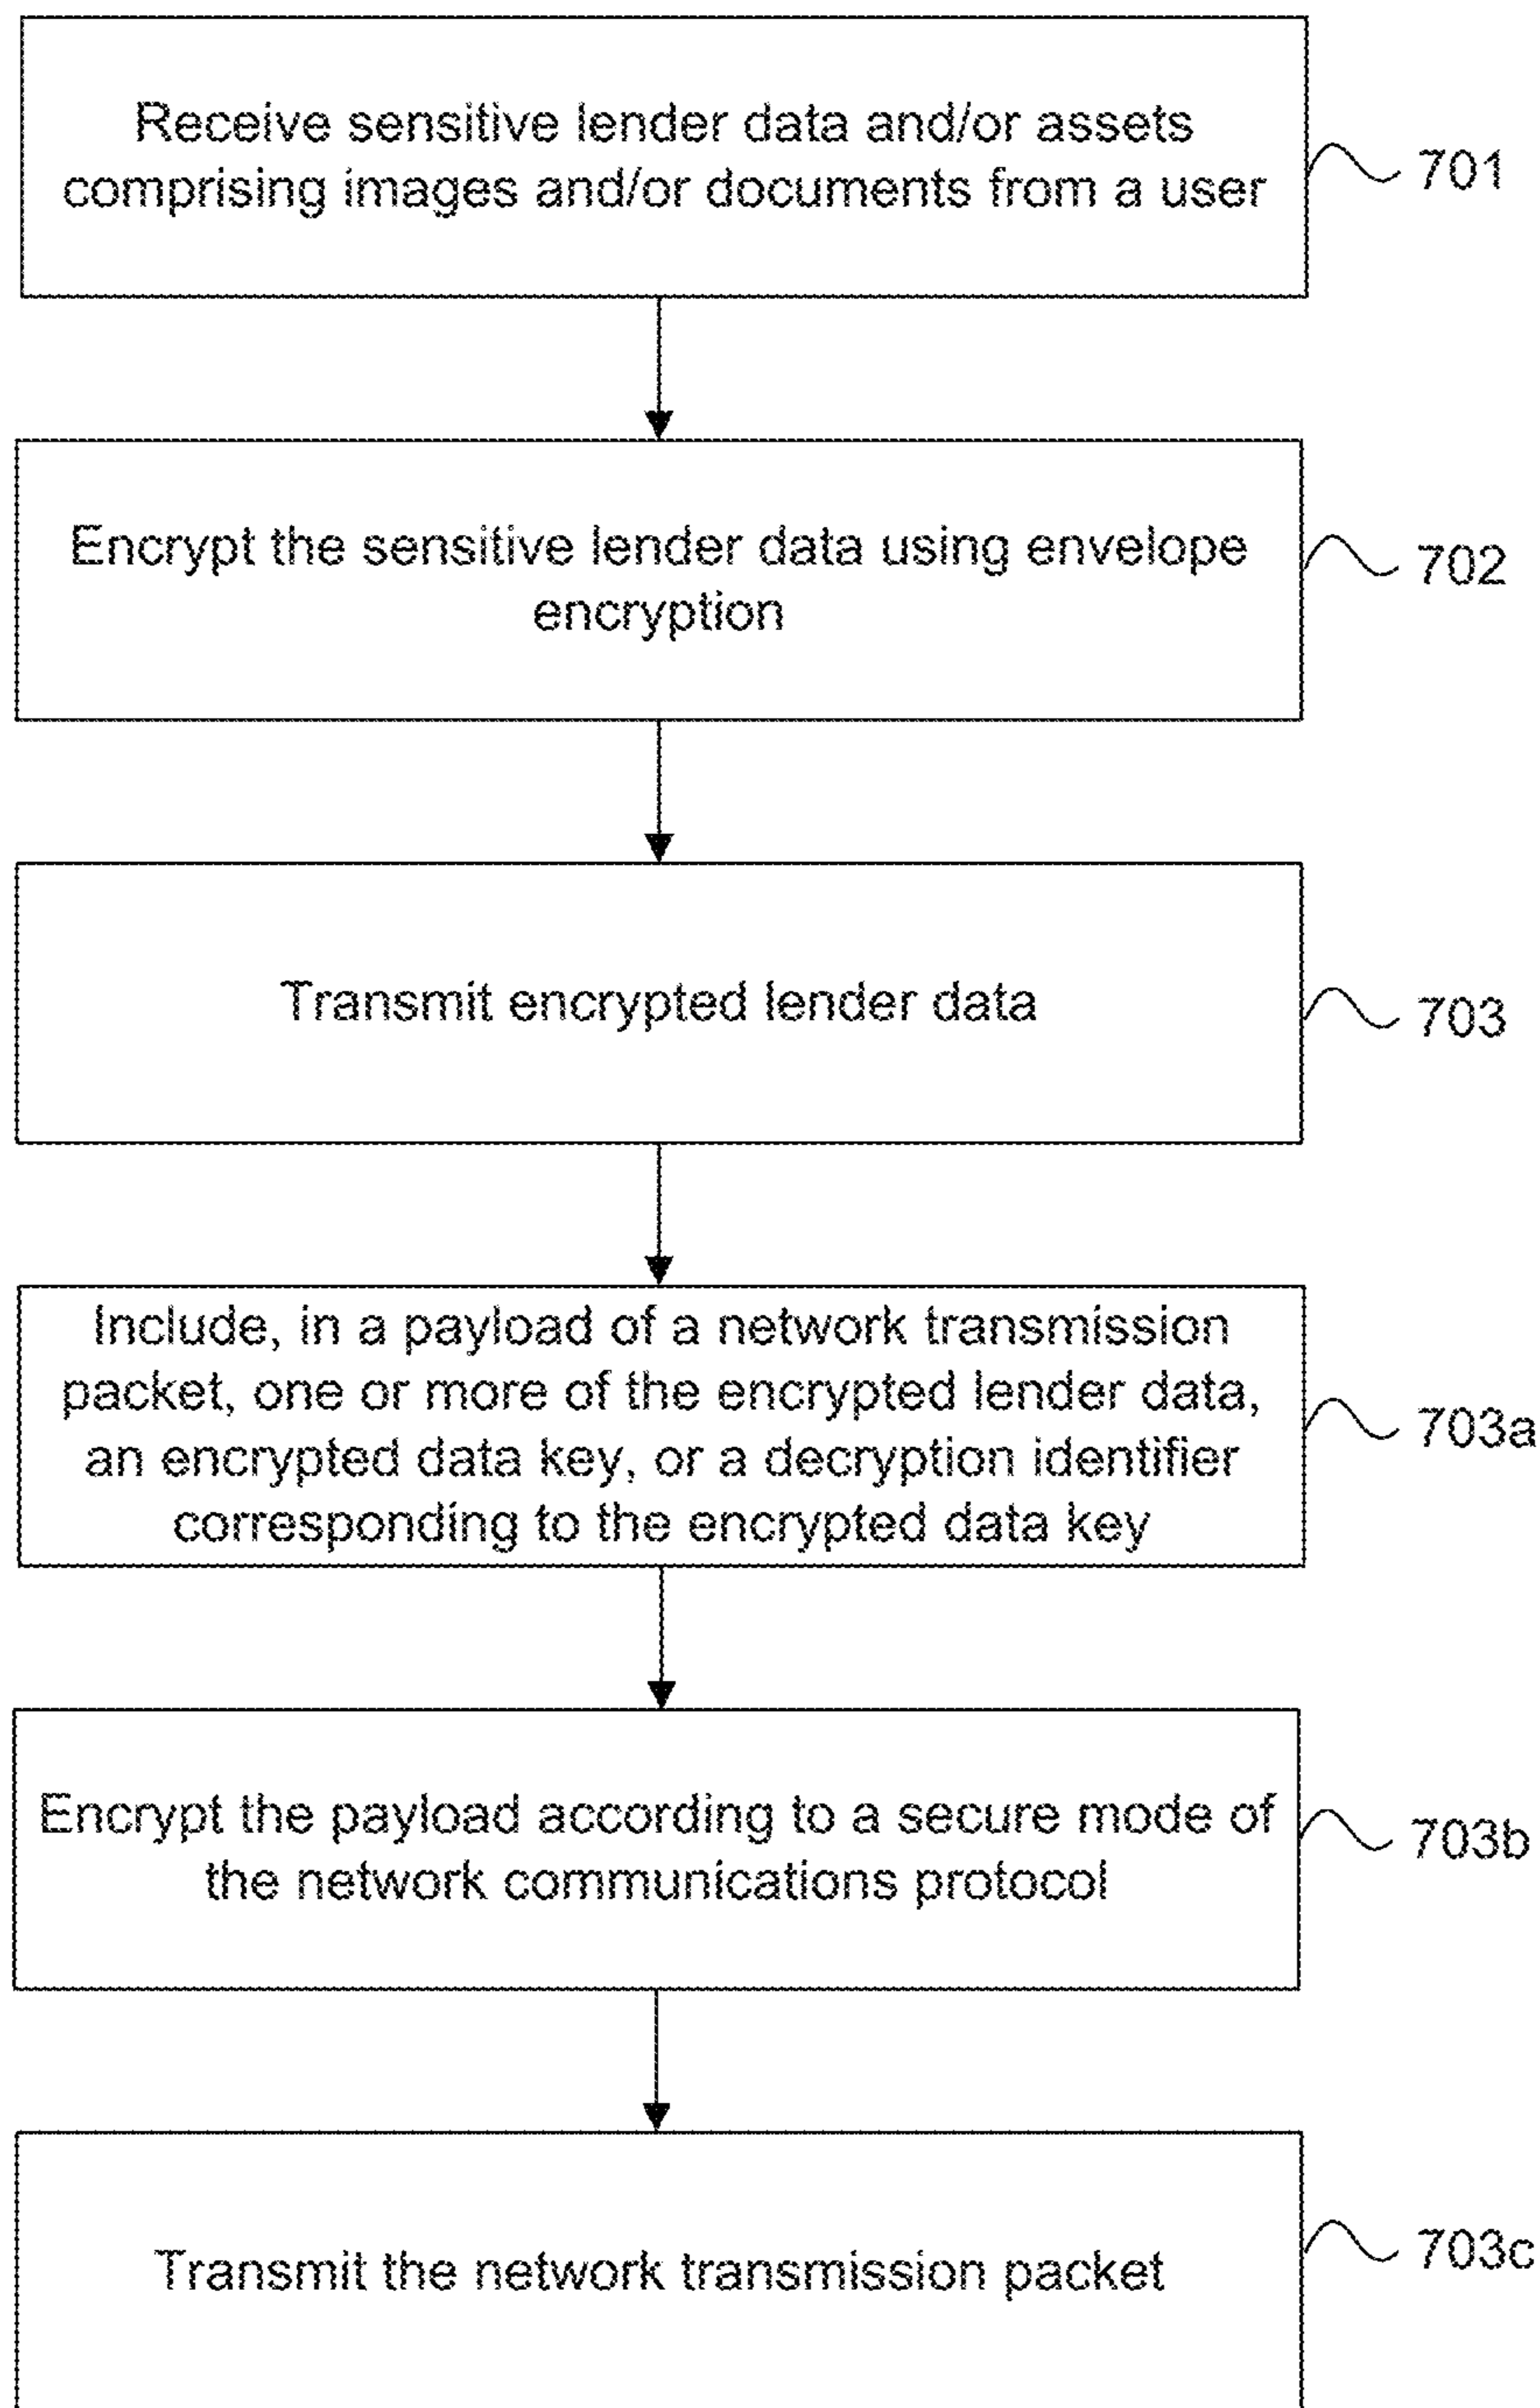 Receive sensitive lender data and/or assets
comprising images and/or documents from a user
701
Encrypt the sensitive lender data using envelope
encryption
702
Transmit encrypted lender data
703
Include, in a payload of a network transmission
packet, one or more of the encrypted lender data,
an encrypted data key, or a decryption identifier
corresponding to the encrypted data key
703a
Encrypt the payload according to a secure mode of
the network communications protocol
703b
Transmit the network transmission packet
703c